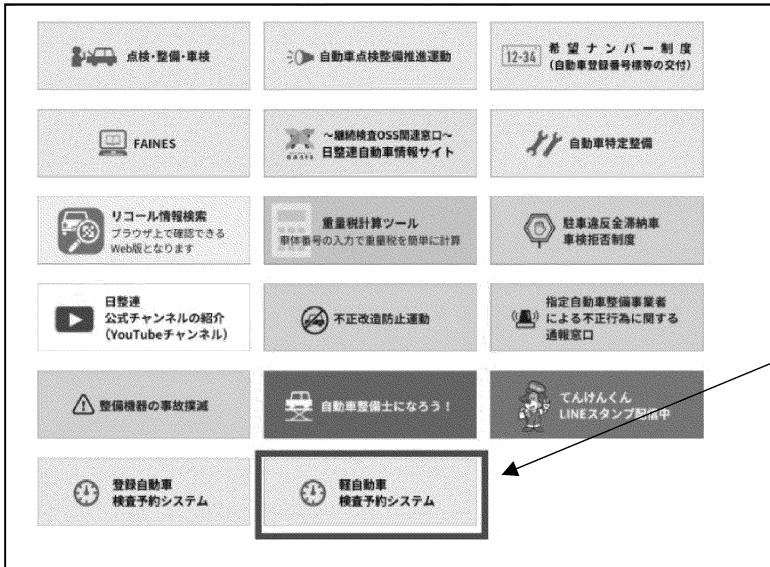 点検・整備・車検
自動車点検整備推進運動
12-34
希望ナンバー制度
(自動車登録番号標等の交付)
FAINES
OASIS
~継続検査OSS関連窓口~
日整連自動車情報サイト
自動車特定整備
リコール情報検索
ブラウザ上で確認できる
Web版となります
重量税計算ツール
車体番号の入力で重量税を簡単に計算
駐車違反金滞納車
車検拒否制度
日整連
公式チャンネルの紹介
(YouTubeチャンネル)
不正改造防止運動
指定自動車整備事業者
による不正行為に関する
通報窓口
整備機器の事故撲滅
自動車整備士になろう!
てんけんくん
LINEスタンプ配信中
登録自動車
検査予約システム
軽自動車
検査予約システム